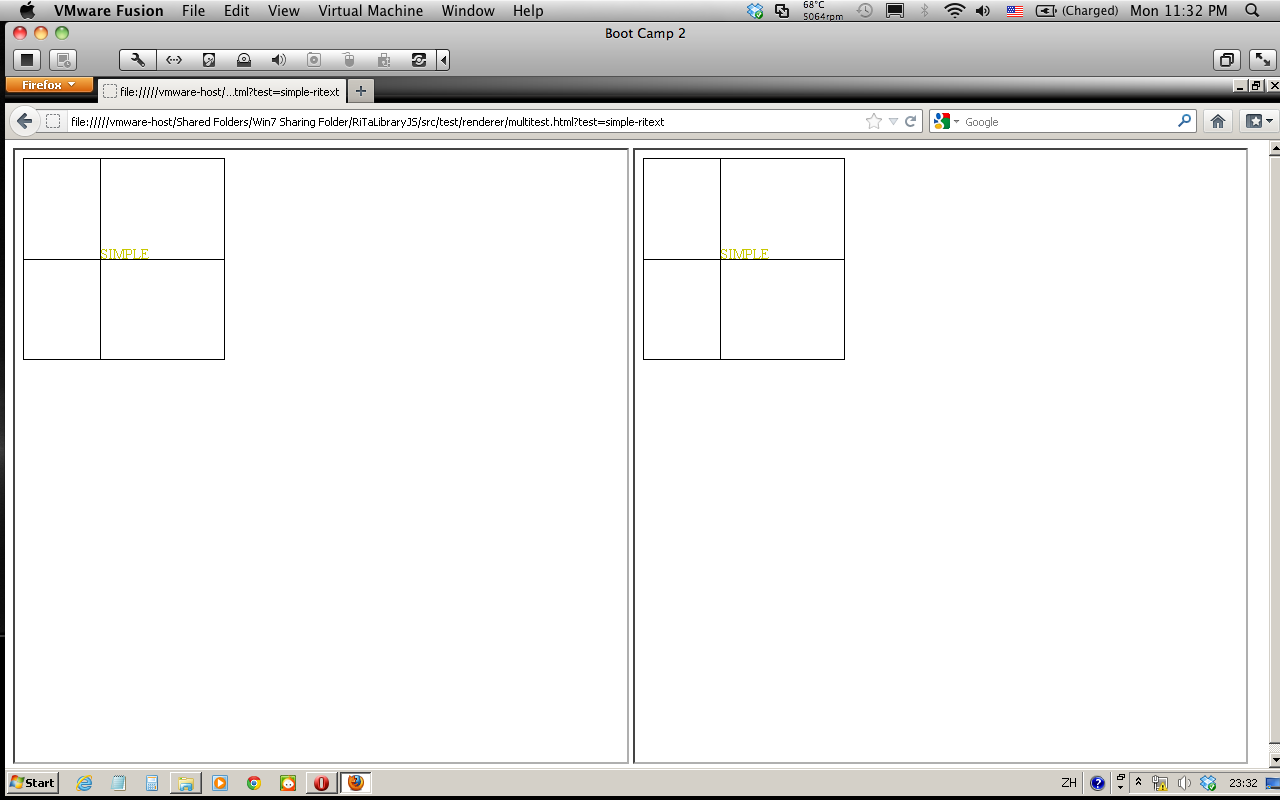 VMware Fusion File Edit View Virtual Machine Window Help 68°C 5064rpm (Charged) Mon 11:32 PM
Boot Camp 2
Firefox
file://///vmware-host/...tml?test=simple-ritext
file://///vmware-host/Shared Folders/Win7 Sharing Folder/RiTaLibraryJS/src/test/renderer/multitest.html?test=simple-ritext Google
SIMPLE SIMPLE
Start ZH 23:32